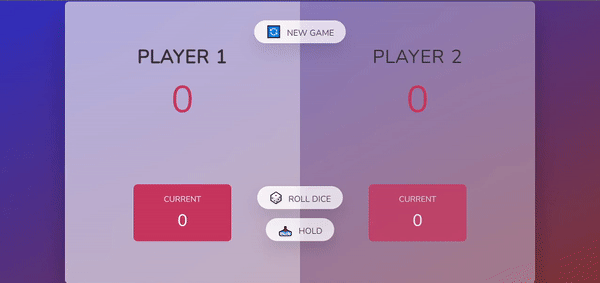 NEW GAME
PLAYER 1
PLAYER 2
0
0
CURRENT
0
ROLL DICE
CURRENT
0
HOLD